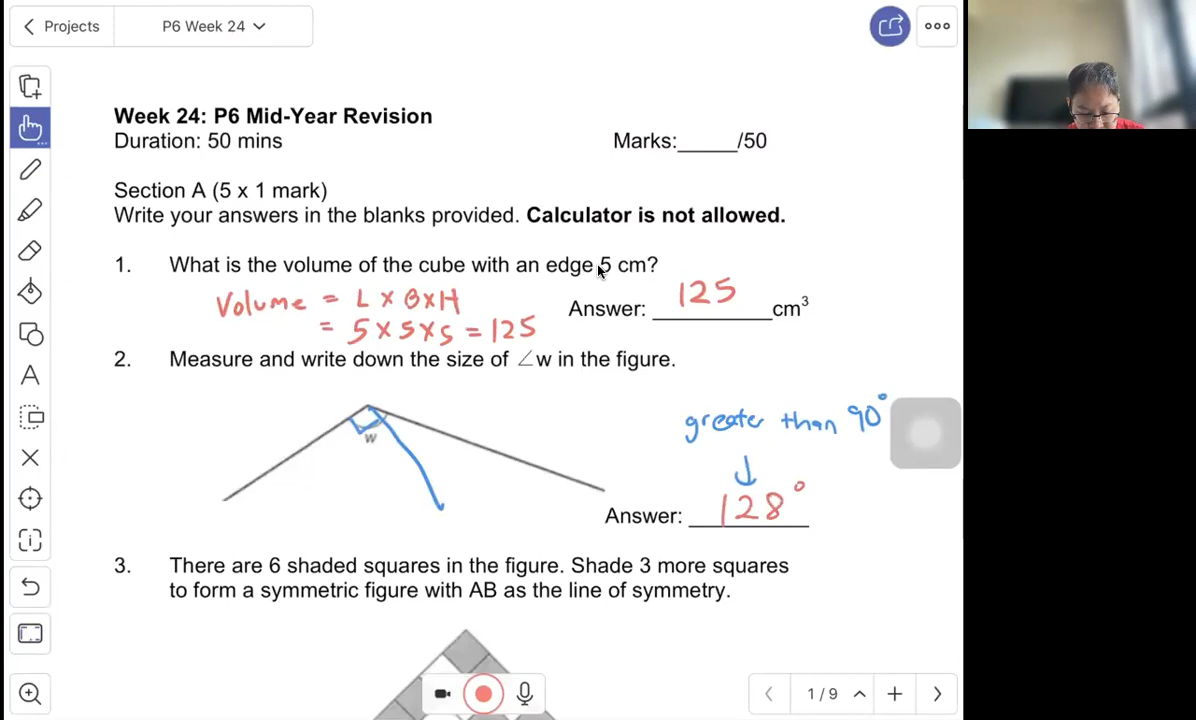 Projects
P6 Week 24
Week 24: P6 Mid-Year Revision
Duration: 50 mins
Marks:_____/50
Section A (5 x 1 mark)
Write your answers in the blanks provided. Calculator is not allowed.
1. What is the volume of the cube with an edge 5 cm?
Volume = L x B x H
= 5 x 5 x 5 = 125
Answer: 125 cm³
2. Measure and write down the size of ∠w in the figure.
w
greater than 90°
↓
Answer: 128°
3. There are 6 shaded squares in the figure. Shade 3 more squares
to form a symmetric figure with AB as the line of symmetry.
1 / 9